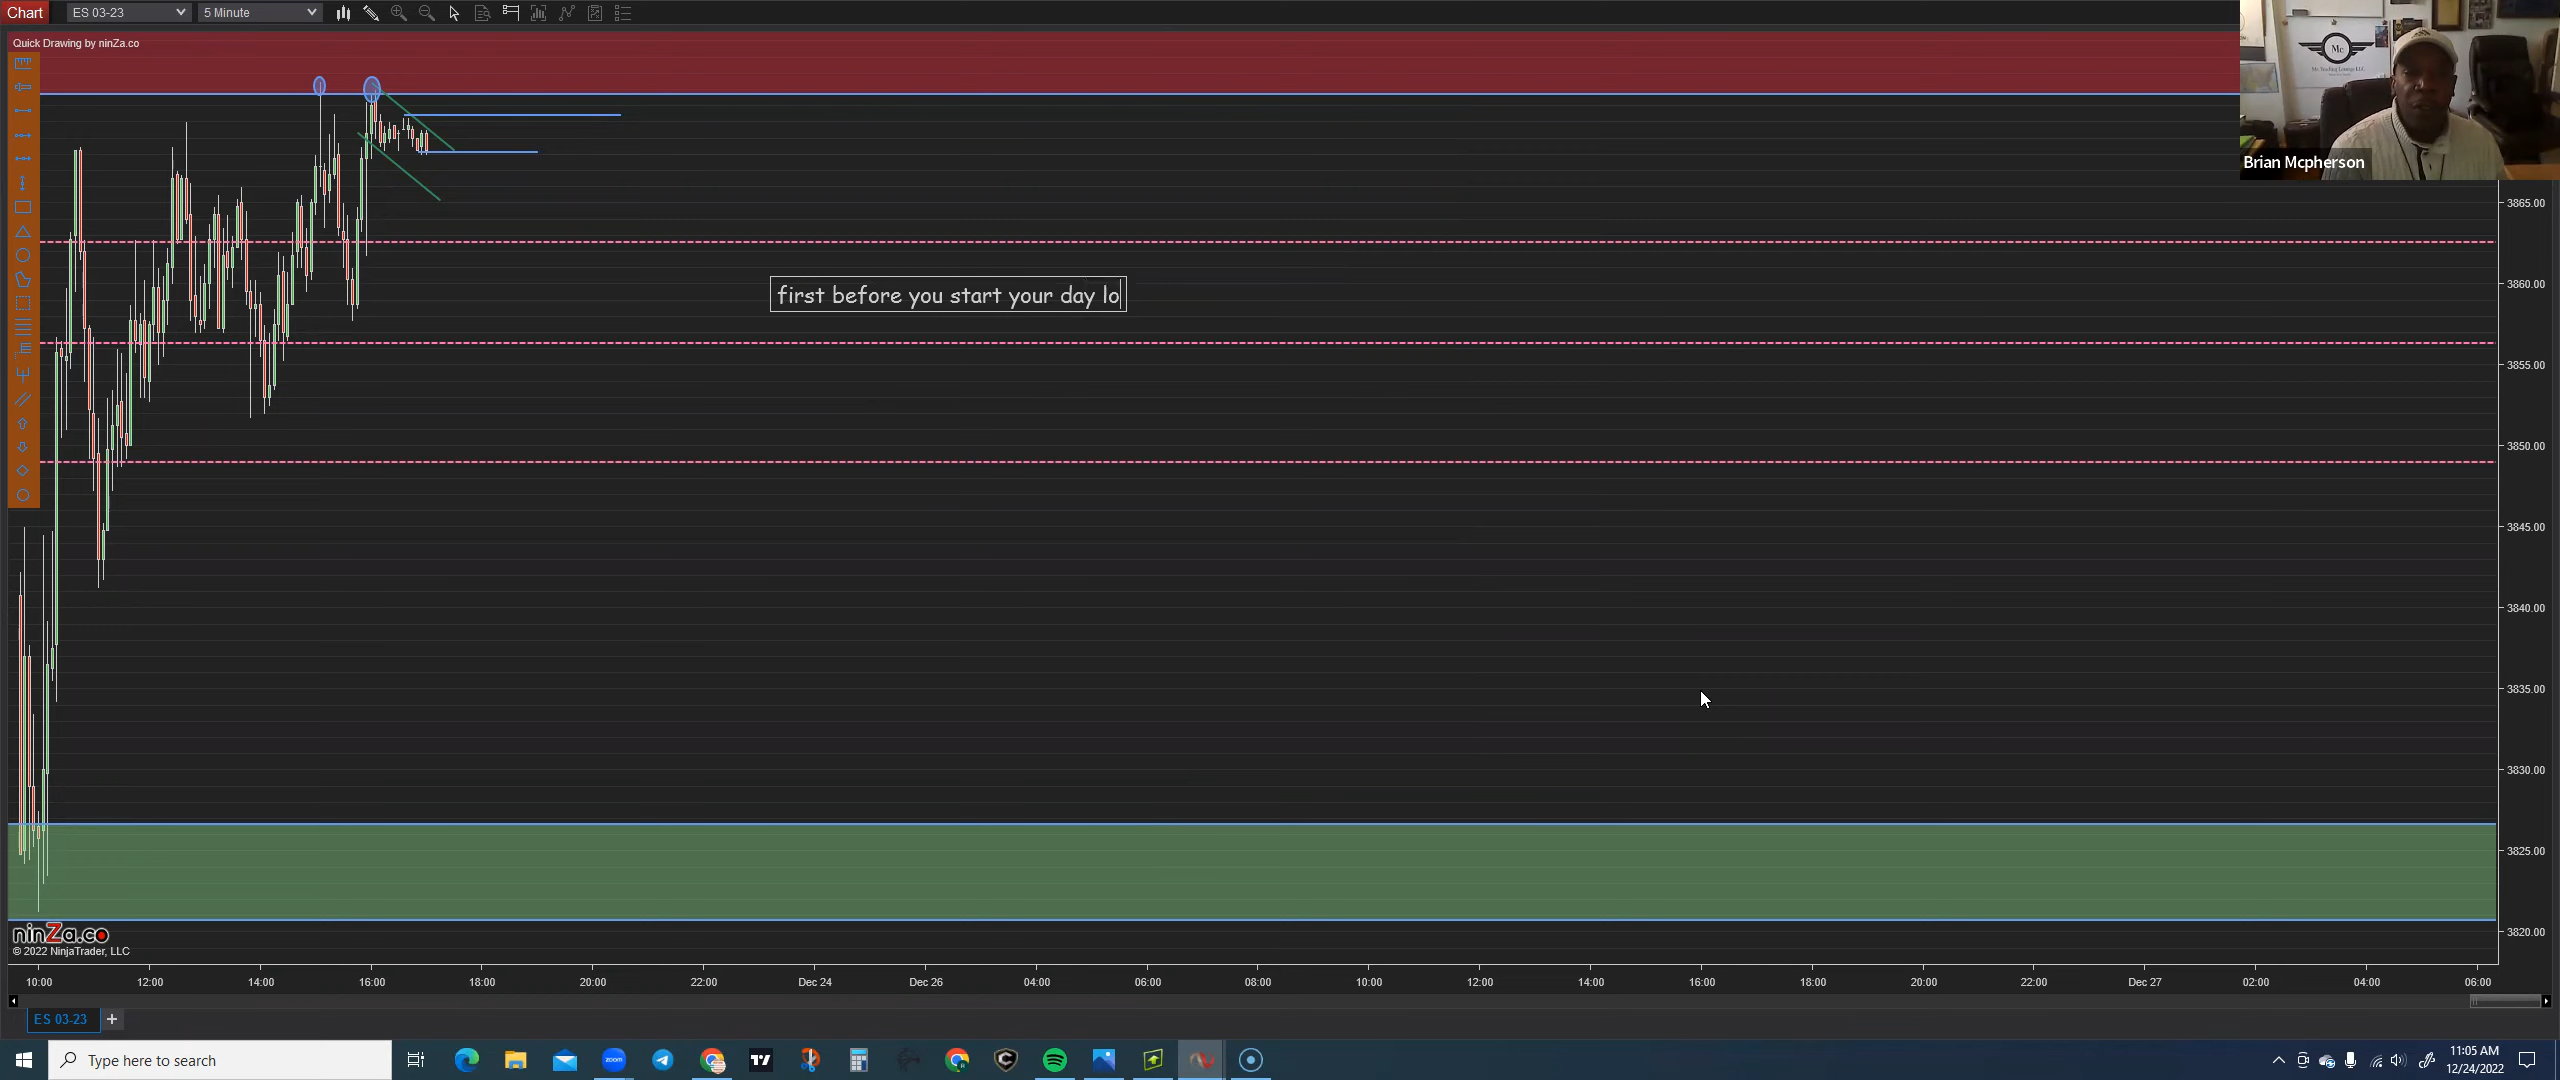 Chart
ES 03-23
5 Minute
Quick Drawing by ninZa.co
Mc
Brian Mcpherson
first before you start your day lo
3865.00
3860.00
3855.00
3850.00
3845.00
3840.00
3835.00
3830.00
3825.00
3820.00
ninZa.co
© 2022 NinjaTrader, LLC
10:00 12:00 14:00 16:00 18:00 20:00 22:00 Dec 24 Dec 26 04:00 06:00 08:00 10:00 12:00 14:00 16:00 18:00 20:00 22:00 Dec 27 02:00 04:00 06:00
ES 03-23
Type here to search
zoom
11:05 AM
12/24/2022